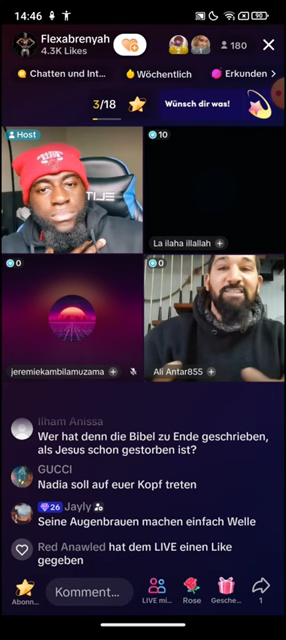 14:46
90
Flexabrenyah
4.3K Likes
180
Chatten und Int...
Wöchentlich
Erkunden
3/18
Wünsch dir was!
Host
10
La ilaha illallah
0
jeremiekambilamuzama
0
Ali Antar855
Ilham Anissa
Wer hat denn die Bibel zu Ende geschrieben,
als Jesus schon gestorben ist?
GUCCI
Nadia soll auf euer Kopf treten
26 Jayly
Seine Augenbrauen machen einfach Welle
Red Anawled hat dem LIVE einen Like
gegeben
Abonn...
Komment...
LIVE mi...
Rose
Gesche...
1